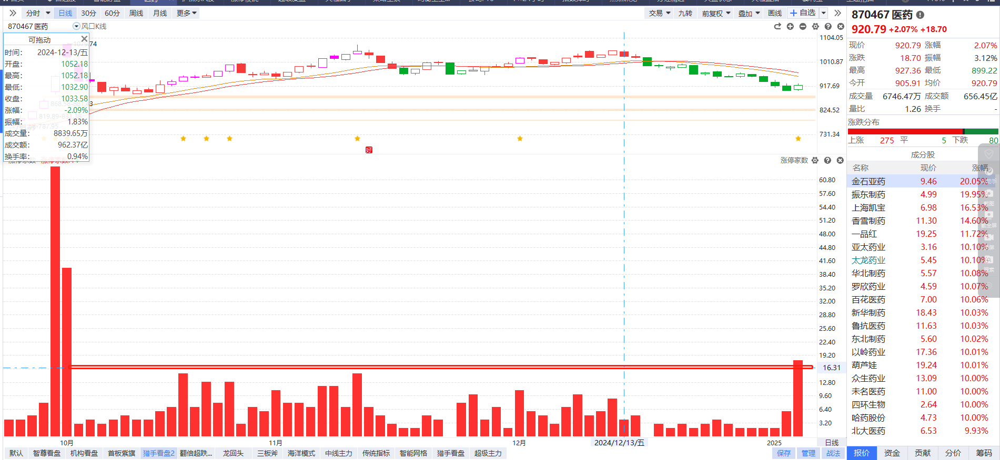 分时 日线 30分 60分 周线 月线 更多
交易 九转 前复权 叠加 画线 自选
870467 医药
920.79 +2.07% +18.70
870467 医药 风口K线
可拖动
时间： 2024-12-13/五
开盘： 1052.18
最高： 1052.18
最低： 1032.90
收盘： 1033.58
涨幅： -2.09%
振幅： 1.83%
成交量： 8839.65万
成交额： 962.37亿
换手率： 0.94%
1104.05
1010.87
917.69
824.52
731.34
好
涨停家数
60.80
57.60
54.40
51.20
48.00
44.80
41.60
38.40
35.20
32.00
28.80
25.60
22.40
19.20
16.31
12.80
9.60
6.40
3.20
10月 11月 12月 2024/12/13/五 2025 日线
默认 智尊看盘 机构看盘 首板紫旗 猎手看盘2 翻倍超跌... 龙回头 三板斧 海洋模式 中线主力 传统指标 智能网格 猎手看盘 超级主力 保存 管理 战法
现价 920.79 涨幅 2.07%
涨跌 18.70 振幅 3.12%
最高 927.36 最低 899.22
今开 905.91 均价 920.79
成交量 6746.47万 成交额 656.45亿
量比 1.26 换手 -
涨跌分布
上涨 275 平 5 下跌 80
成分股
名称 现价 涨幅
金石亚药 9.46 20.05%
振东制药 4.99 19.95%
上海凯宝 6.98 16.53%
香雪制药 11.30 14.60%
一品红 19.25 11.72%
亚太药业 3.16 10.10%
太龙药业 5.45 10.10%
华北制药 5.57 10.08%
罗欣药业 4.59 10.07%
百花医药 7.00 10.06%
新华制药 18.43 10.03%
鲁抗医药 11.63 10.03%
东北制药 5.60 10.02%
以岭药业 17.36 10.01%
葫芦娃 19.24 10.01%
众生药业 13.09 10.00%
未名医药 11.00 10.00%
四环生物 2.64 10.00%
哈药股份 4.73 10.00%
北大医药 6.53 9.93%
报价 资金 贡献 分价 筹码